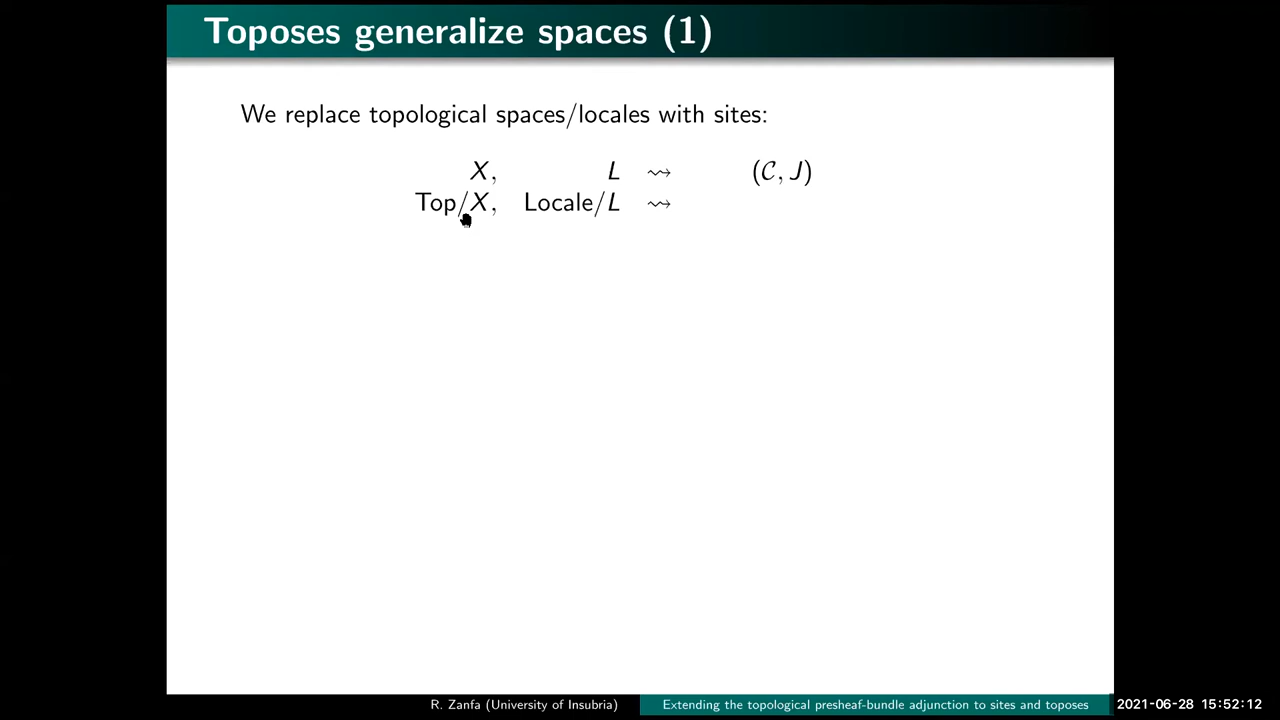 Toposes generalize spaces (1)
We replace topological spaces/locales with sites:
X, L ⇝ (𝒞, J)
Top/X, Locale/L ⇝
R. Zanfa (University of Insubria) Extending the topological presheaf-bundle adjunction to sites and toposes 2021-06-28 15:52:12